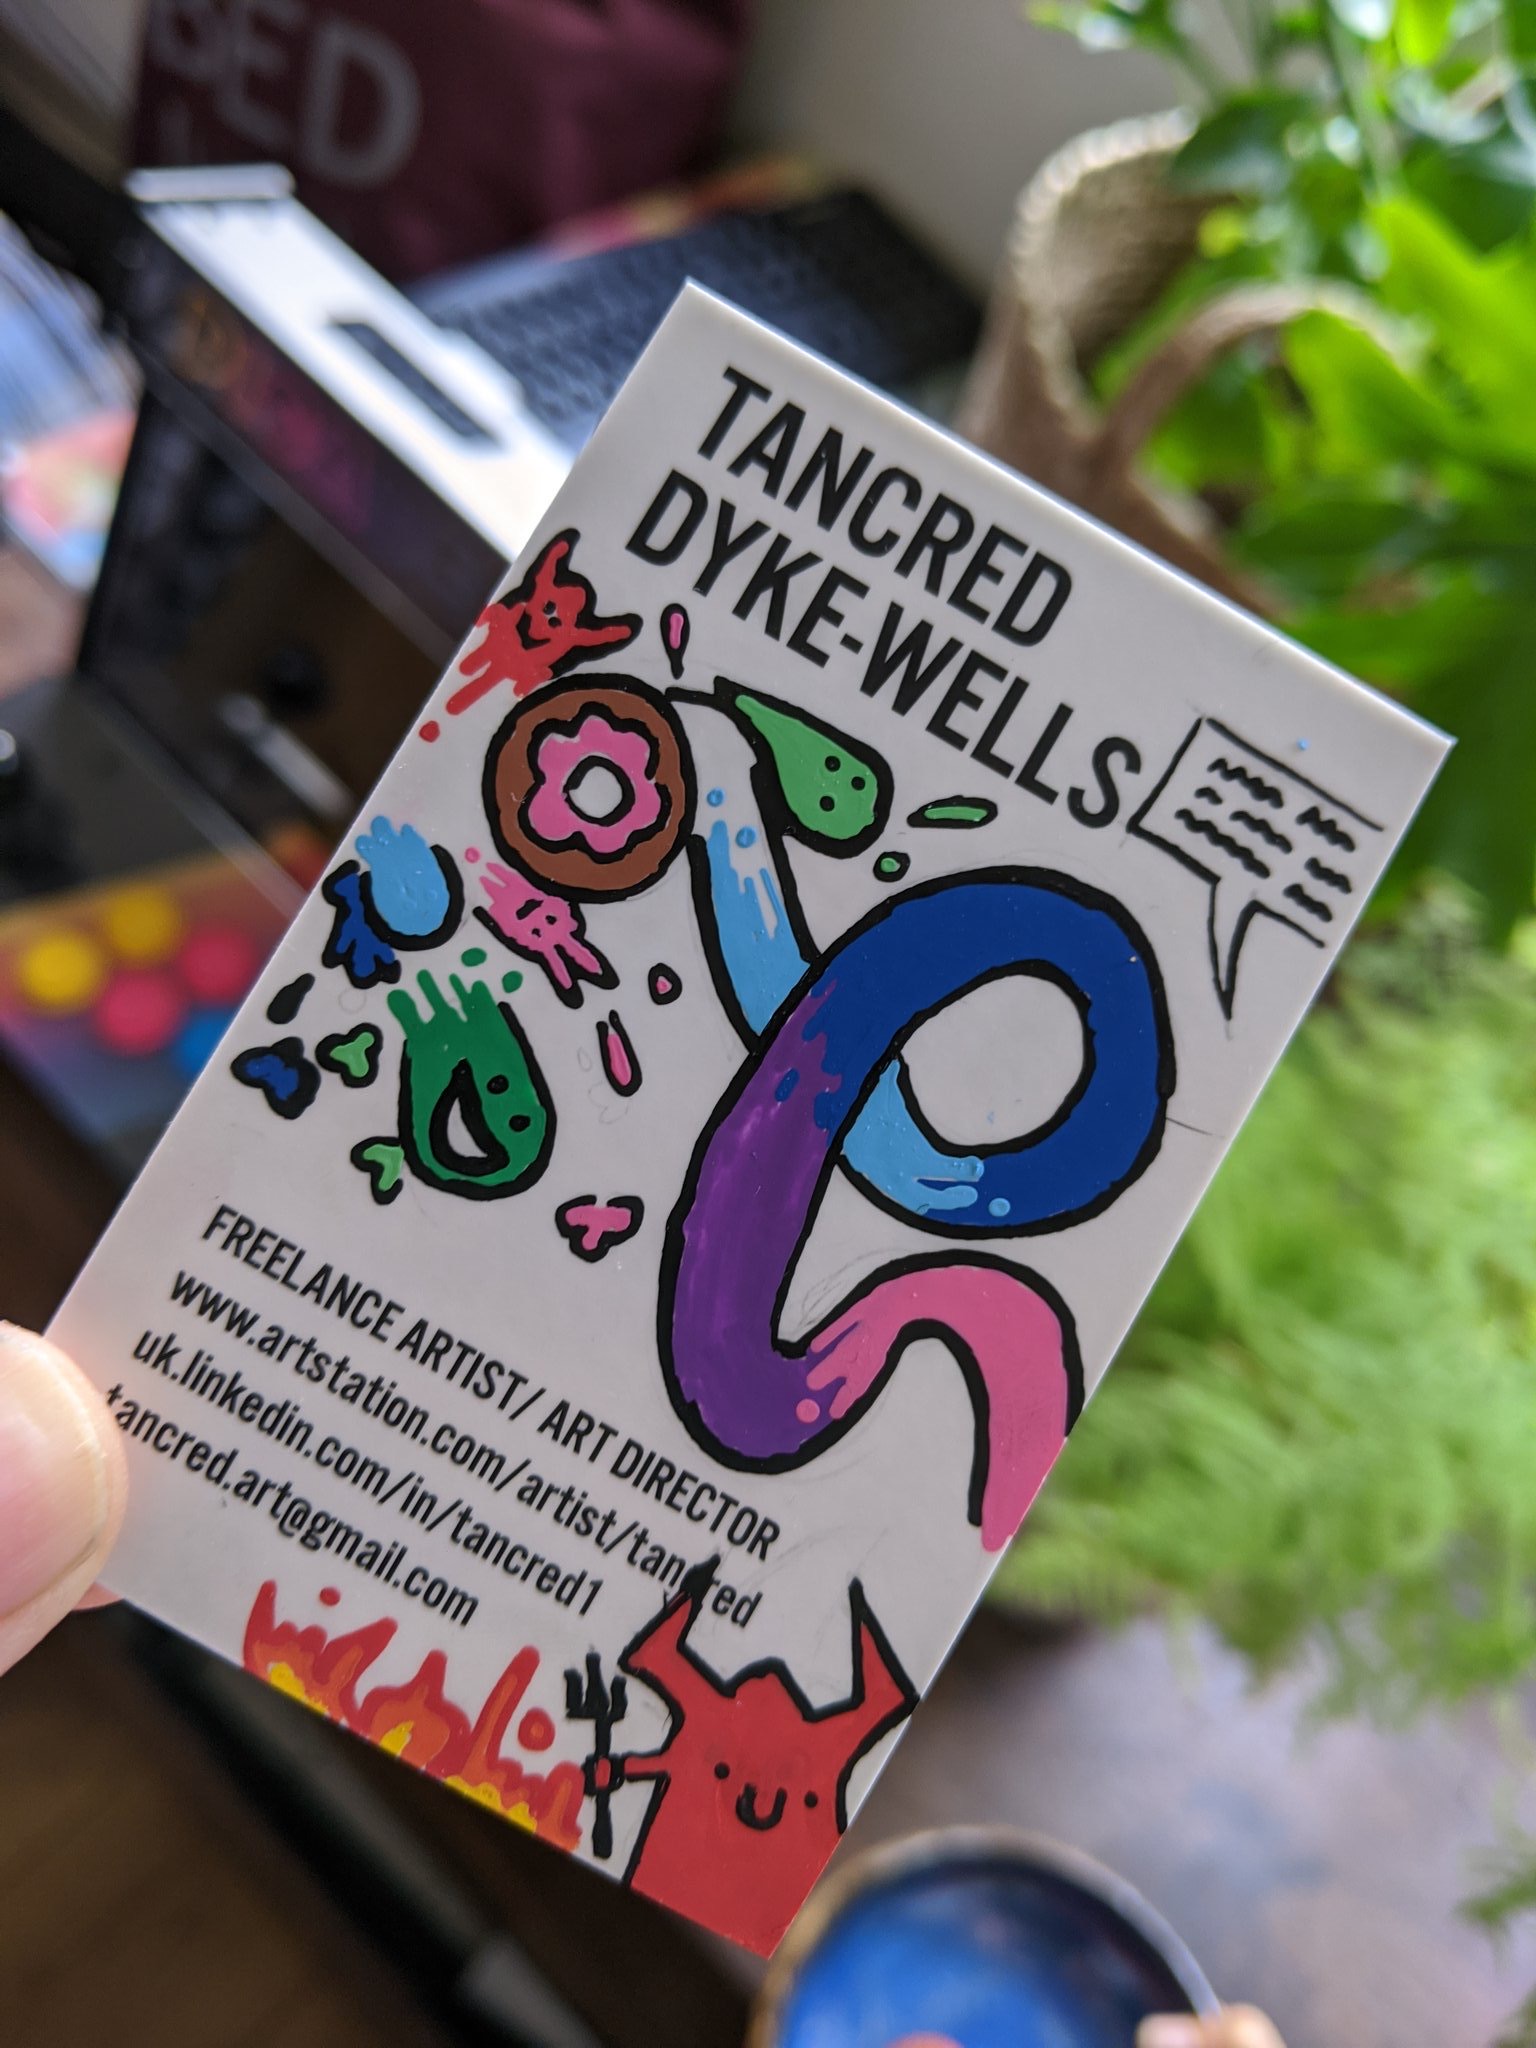 TANCRED
DYKE-WELLS
FREELANCE ARTIST/ ART DIRECTOR
www.artstation.com/artist/tancred
uk.linkedin.com/in/tancred1
tancred.art@gmail.com